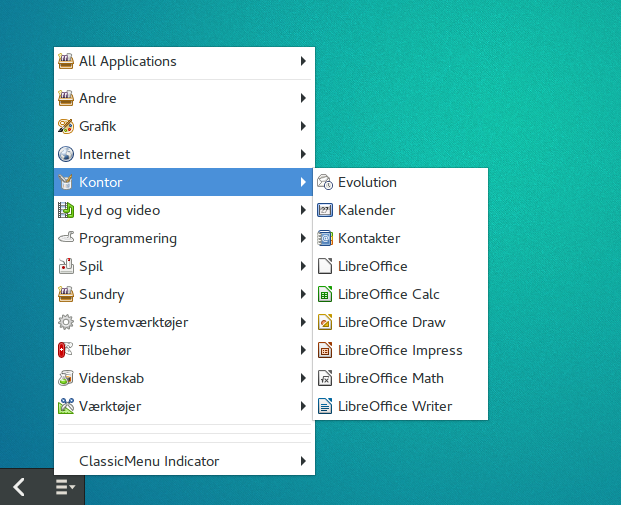 All Applications
Andre
Grafik
Internet
Kontor
Lyd og video
Programmering
Spil
Sundry
Systemværktøjer
Tilbehør
Videnskab
Værktøjer
ClassicMenu Indicator
Evolution
Kalender
Kontakter
LibreOffice
LibreOffice Calc
LibreOffice Draw
LibreOffice Impress
LibreOffice Math
LibreOffice Writer